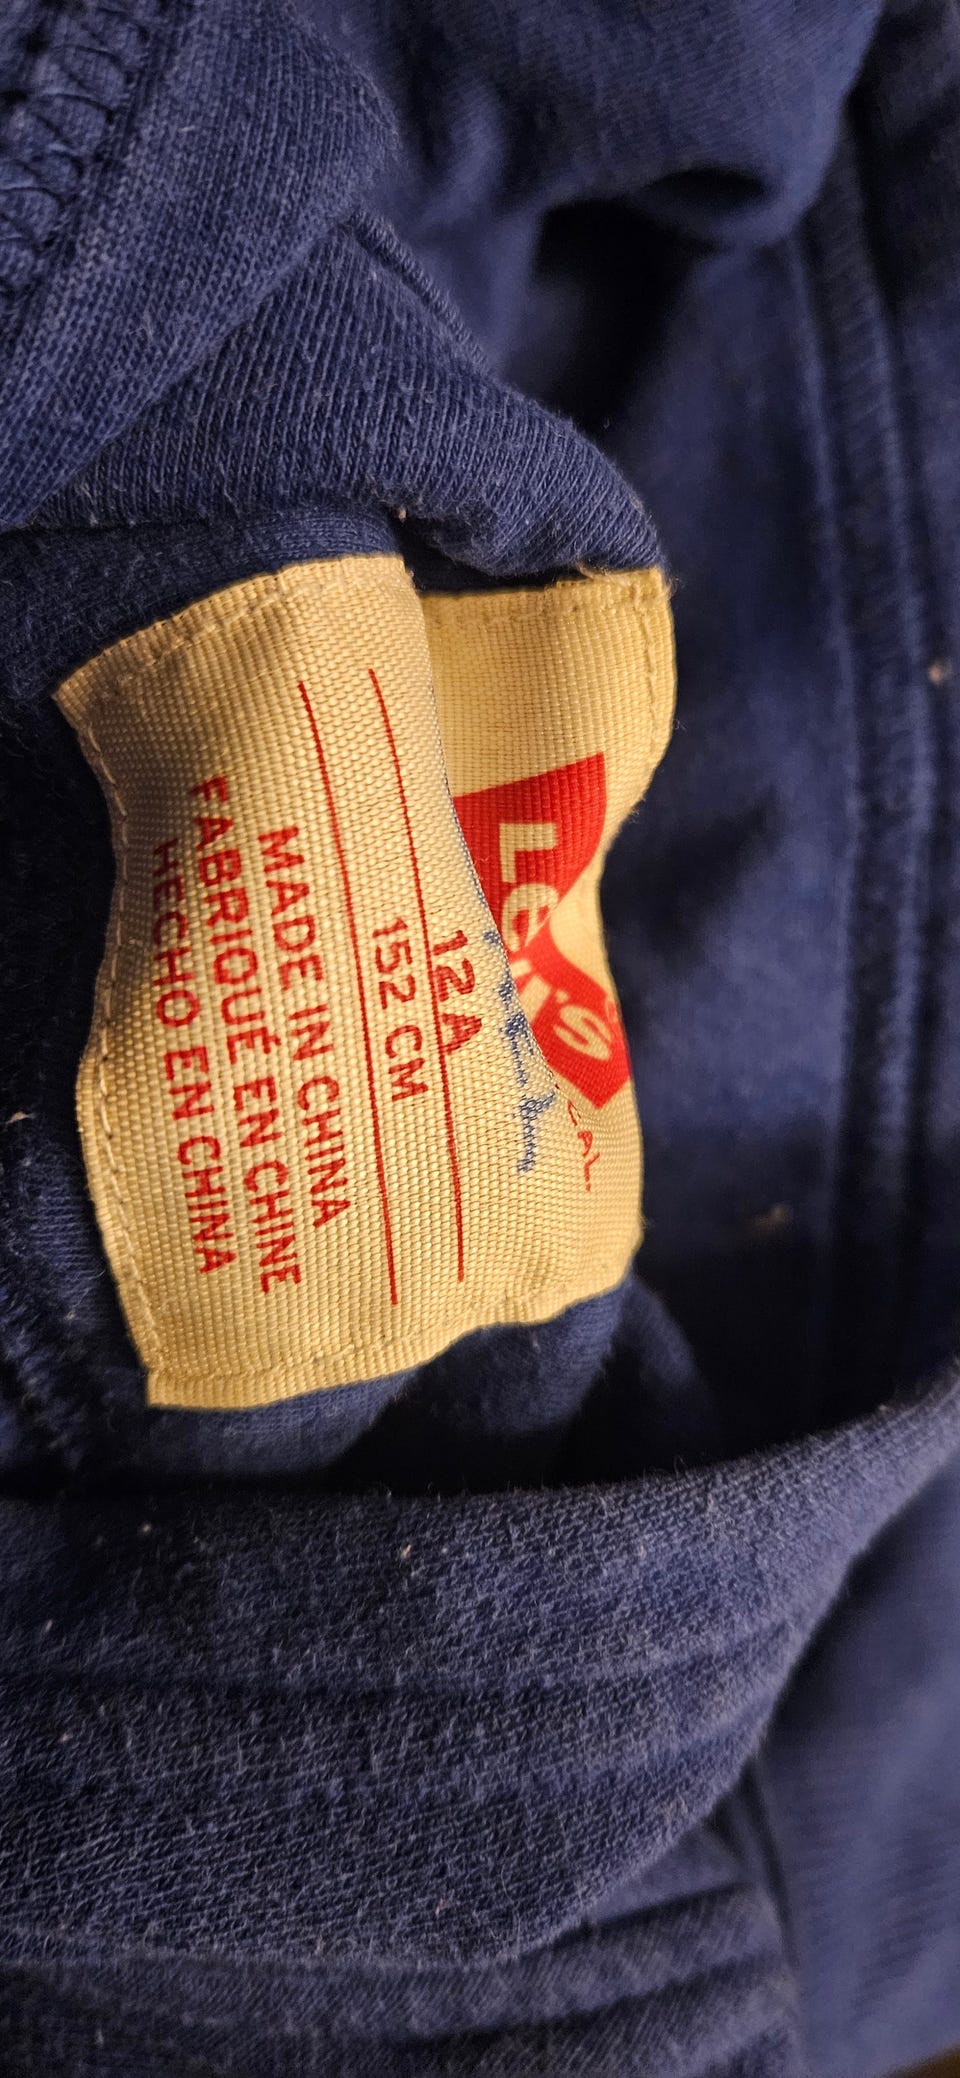 Levi's
12A
152 CM
MADE IN CHINA
FABRIQUÉ EN CHINE
HECHO EN CHINA